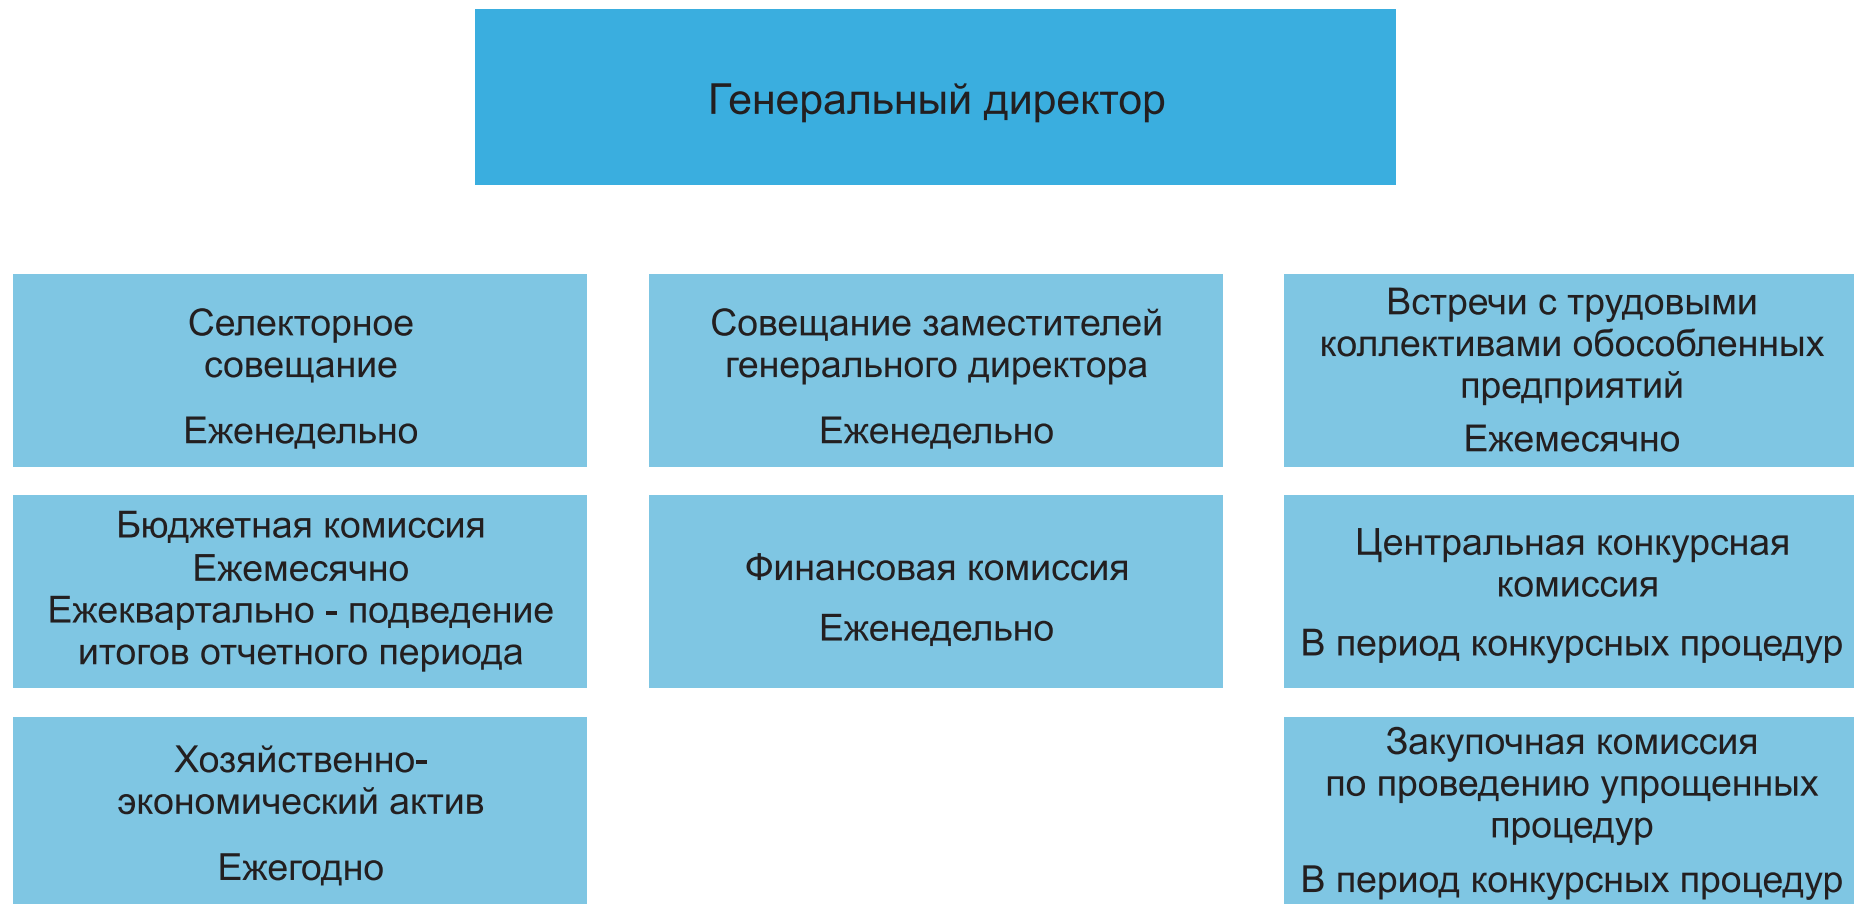 Генеральный директор
Селекторное
совещание
Еженедельно
Совещание заместителей
генерального директора
Еженедельно
Встречи с трудовыми
коллективами обособленных
предприятий
Ежемесячно
Бюджетная комиссия
Ежемесячно
Ежеквартально - подведение
итогов отчетного периода
Финансовая комиссия
Еженедельно
Центральная конкурсная
комиссия
В период конкурсных процедур
Хозяйственно-
экономический актив
Ежегодно
Закупочная комиссия
по проведению упрощенных
процедур
В период конкурсных процедур